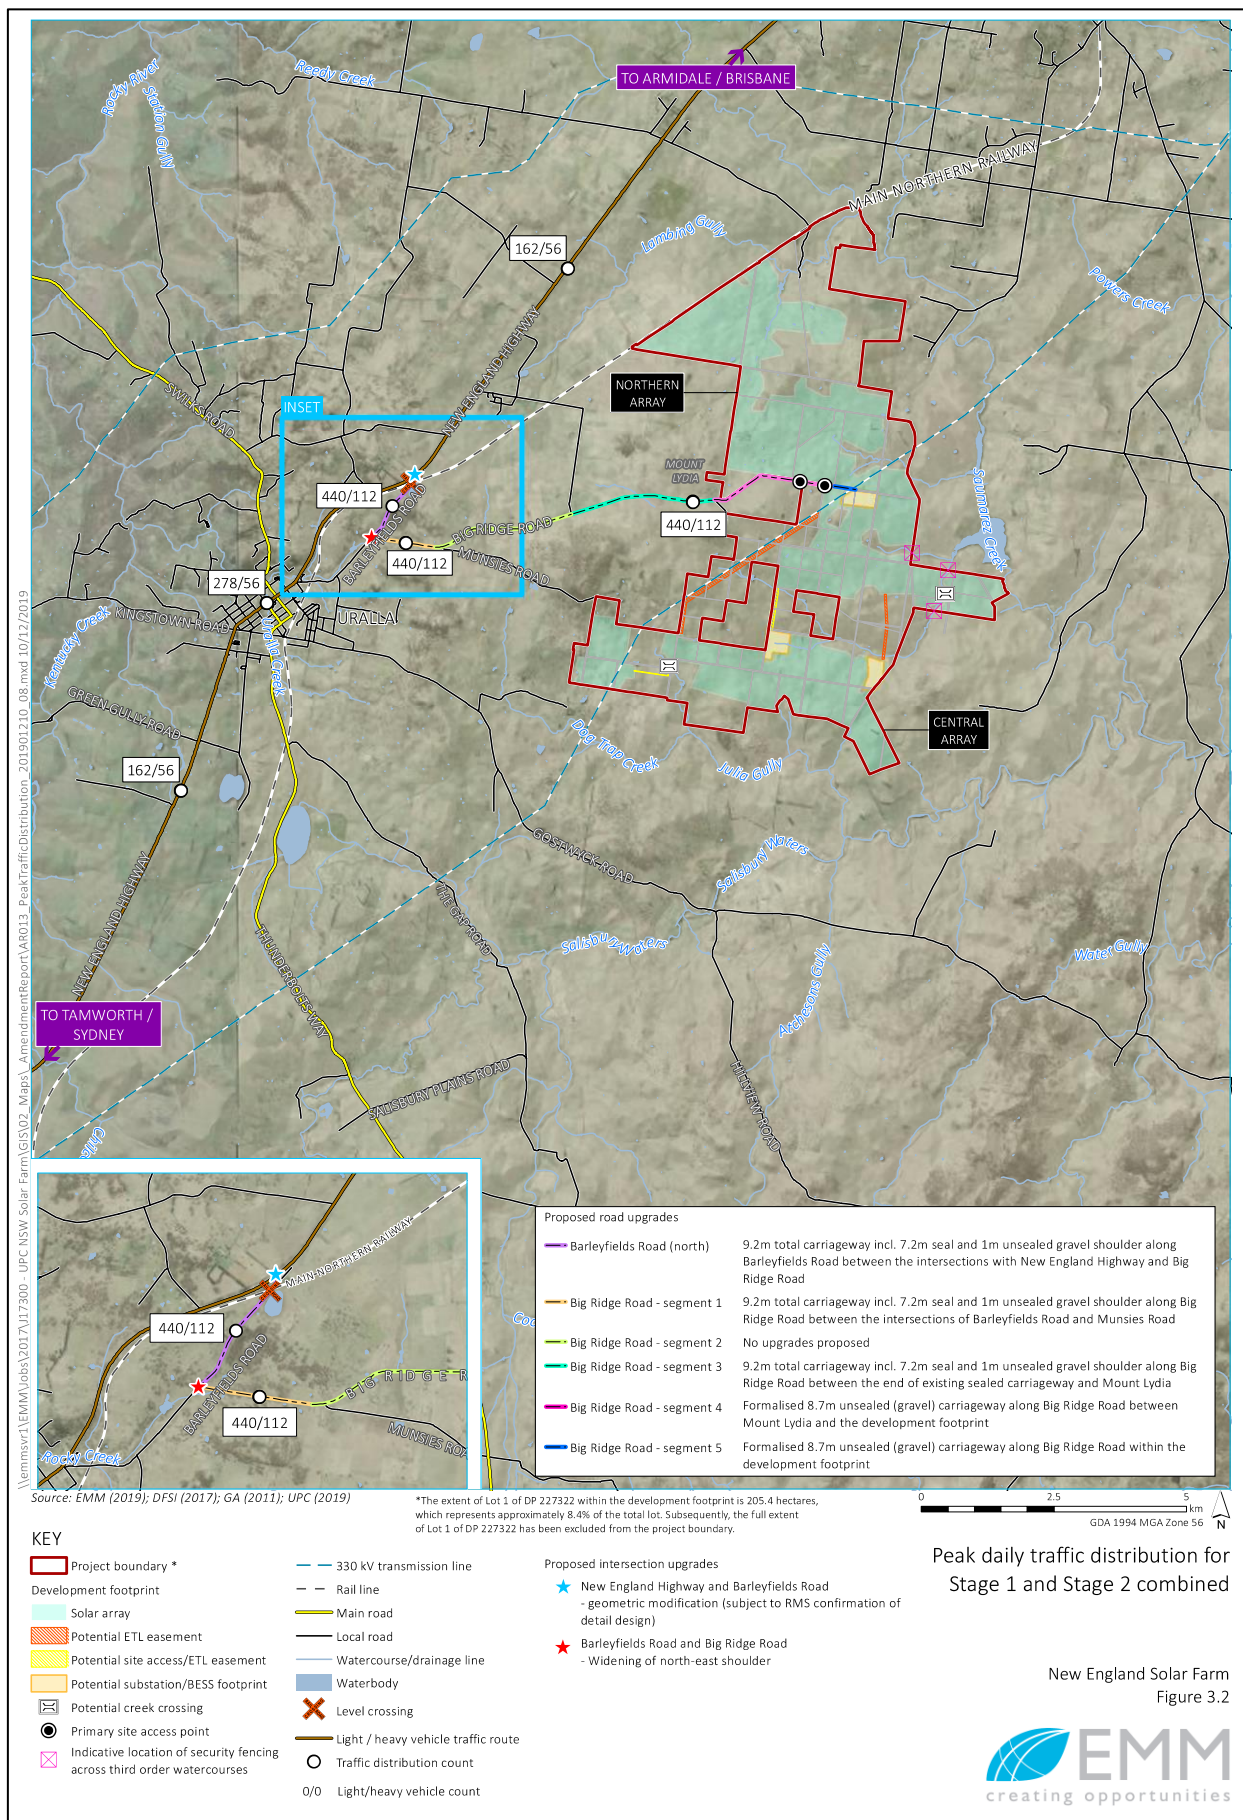 TO ARMIDALE / BRISBANE
Rocky River
Station Gully
Reedy Creek
MAIN NORTHERN RAILWAY
Lambing Gully
Powers Creek
162/56
NEW ENGLAND HIGHWAY
SWILKS ROAD
INSET
NORTHERN
ARRAY
MOUNT
LYDIA
440/112
440/112
440/112
BARLEYFIELDS ROAD
BIG RIDGE ROAD
MUNSIES ROAD
Saumarez Creek
278/56
KINGSTOWN ROAD
URALLA
Uralla Creek
Kentucky Creek
GREEN GULLY ROAD
162/56
Dog Trap Creek
Julia Gully
CENTRAL
ARRAY
GOSTWYCK ROAD
THE GAP ROAD
Salisbury Waters
Salisbury Waters
NEW ENGLAND HIGHWAY
THUNDERBOLTS WAY
Atchesons Gully
Water Gully
TO TAMWORTH /
SYDNEY
SALISBURY PLAINS ROAD
HILLVIEW ROAD
MAIN NORTHERN RAILWAY
440/112
BARLEYFIELDS ROAD
BIG RIDGE R
440/112
MUNSIES ROA
Rocky Creek
Proposed road upgrades
Barleyfields Road (north) 9.2m total carriageway incl. 7.2m seal and 1m unsealed gravel shoulder along
Barleyfields Road between the intersections with New England Highway and Big
Ridge Road
Big Ridge Road - segment 1 9.2m total carriageway incl. 7.2m seal and 1m unsealed gravel shoulder along Big
Ridge Road between the intersections of Barleyfields Road and Munsies Road
Big Ridge Road - segment 2 No upgrades proposed
Big Ridge Road - segment 3 9.2m total carriageway incl. 7.2m seal and 1m unsealed gravel shoulder along Big
Ridge Road between the end of existing sealed carriageway and Mount Lydia
Big Ridge Road - segment 4 Formalised 8.7m unsealed (gravel) carriageway along Big Ridge Road between
Mount Lydia and the development footprint
Big Ridge Road - segment 5 Formalised 8.7m unsealed (gravel) carriageway along Big Ridge Road within the
development footprint
\\emmsvr1\EMM\Jobs\2017\J17300 - UPC NSW Solar Farm\GIS\02_Maps\_AmendmentReport\AR013_PeakTrafficDistribution_201901210_08.mxd 10/12/2019
Source: EMM (2019); DFSI (2017); GA (2011); UPC (2019)
*The extent of Lot 1 of DP 227322 within the development footprint is 205.4 hectares,
which represents approximately 8.4% of the total lot. Subsequently, the full extent
of Lot 1 of DP 227322 has been excluded from the project boundary.
0 2.5 5
km
GDA 1994 MGA Zone 56
N
KEY
Project boundary *
Development footprint
Solar array
Potential ETL easement
Potential site access/ETL easement
Potential substation/BESS footprint
Potential creek crossing
Primary site access point
Indicative location of security fencing
across third order watercourses
330 kV transmission line
Rail line
Main road
Local road
Watercourse/drainage line
Waterbody
Level crossing
Light / heavy vehicle traffic route
Traffic distribution count
0/0 Light/heavy vehicle count
Proposed intersection upgrades
New England Highway and Barleyfields Road
- geometric modification (subject to RMS confirmation of
detail design)
Barleyfields Road and Big Ridge Road
- Widening of north-east shoulder
Peak daily traffic distribution for
Stage 1 and Stage 2 combined
New England Solar Farm
Figure 3.2
EMM
creating opportunities